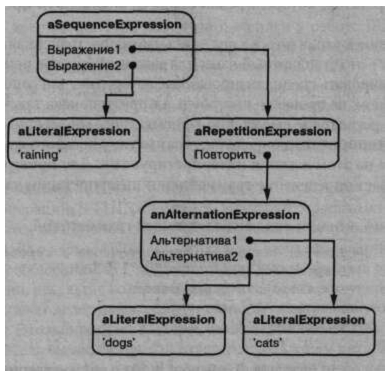 aSequenceExpression
Выражение1
Выражение2
aLiteralExpression
'raining'
aRepetitionExpression
Повторить
anAlternationExpression
Альтернатива1
Альтернатива2
aLiteralExpression
'dogs'
aLiteralExpression
'cats'